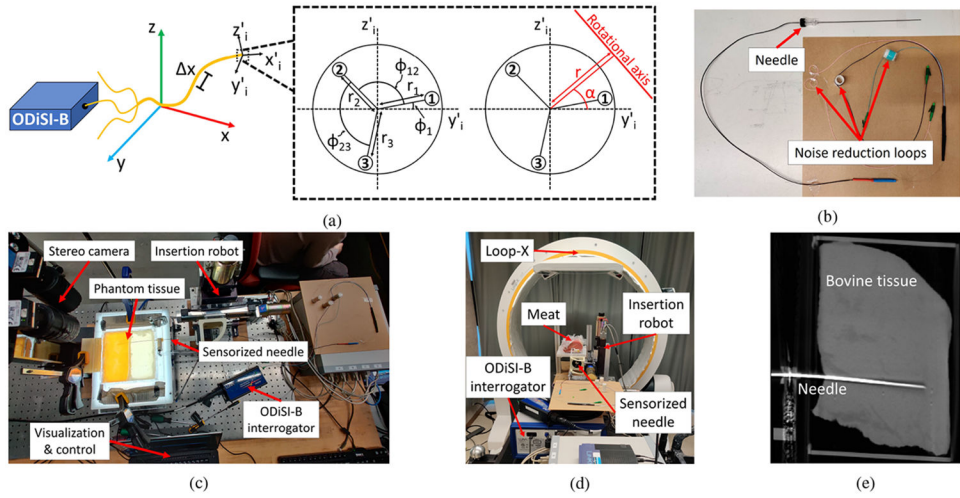 z
z'i
x'i
y'i
Δx
ODiSI-B
x
y
z'i
ϕ12
r1
1
2
r2
y'i
ϕ1
ϕ23
r3
3
z'i
Rotational axis
r
α
1
2
y'i
3
(a)
Needle
Noise reduction loops
(b)
Stereo camera
Insertion robot
Phantom tissue
Sensorized needle
ODiSI-B
interrogator
Visualization
& control
(c)
Loop-X
Meat
Insertion
robot
ODiSI-B
interrogator
Sensorized
needle
(d)
Bovine tissue
Needle
(e)